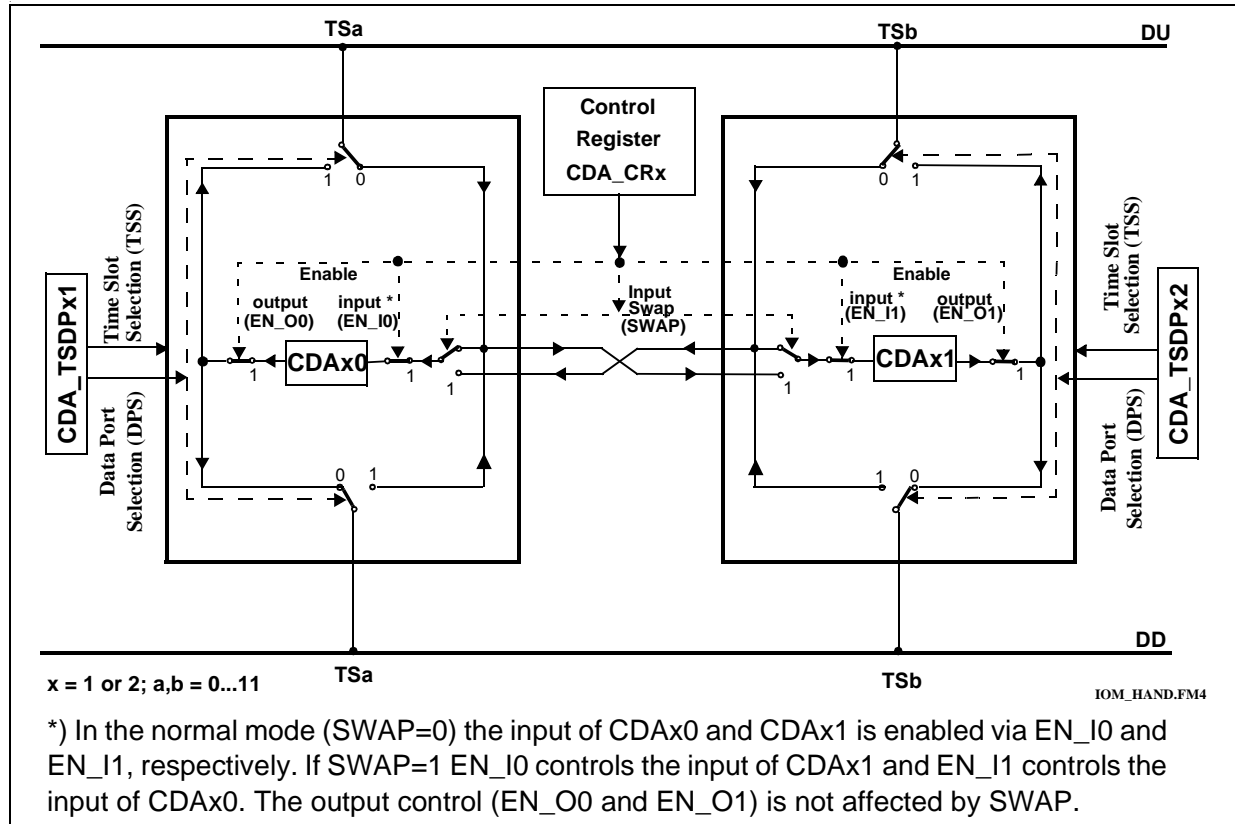 TSa
TSb
DU
Control
Register
CDA_CRx
1
0
0
1
Time Slot
Selection (TSS)
Time Slot
Selection (TSS)
Enable
Enable
output
(EN_O0)
input *
(EN_I0)
Input
Swap
(SWAP)
input *
(EN_I1)
output
(EN_O1)
CDA_TSDPx1
CDAx0
CDAx1
CDA_TSDPx2
1
1
1
1
1
1
Data Port
Selection (DPS)
Data Port
Selection (DPS)
0
1
1
0
DD
TSa
TSb
x = 1 or 2; a,b = 0...11
IOM_HAND.FM4
*) In the normal mode (SWAP=0) the input of CDAx0 and CDAx1 is enabled via EN_I0 and
EN_I1, respectively. If SWAP=1 EN_I0 controls the input of CDAx1 and EN_I1 controls the
input of CDAx0. The output control (EN_O0 and EN_O1) is not affected by SWAP.